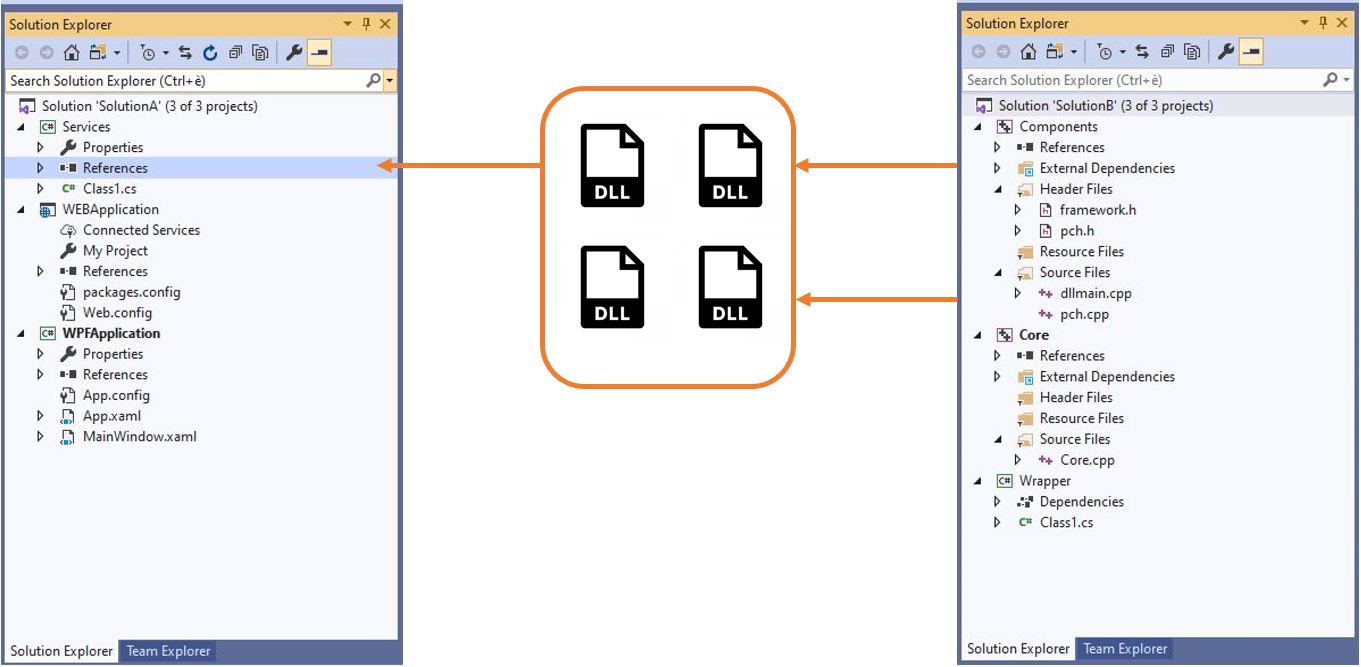 Solution Explorer
Search Solution Explorer (Ctrl+è)
Solution 'SolutionA' (3 of 3 projects)
C# Services
Properties
References
C# Class1.cs
WEBApplication
Connected Services
My Project
References
packages.config
Web.config
C# WPFApplication
Properties
References
App.config
App.xaml
MainWindow.xaml
Solution Explorer Team Explorer
DLL DLL
DLL DLL
Solution Explorer
Search Solution Explorer (Ctrl+è)
Solution 'SolutionB' (3 of 3 projects)
Components
References
External Dependencies
Header Files
framework.h
pch.h
Resource Files
Source Files
dllmain.cpp
pch.cpp
Core
References
External Dependencies
Header Files
Resource Files
Source Files
Core.cpp
C# Wrapper
Dependencies
C# Class1.cs
Solution Explorer Team Explorer